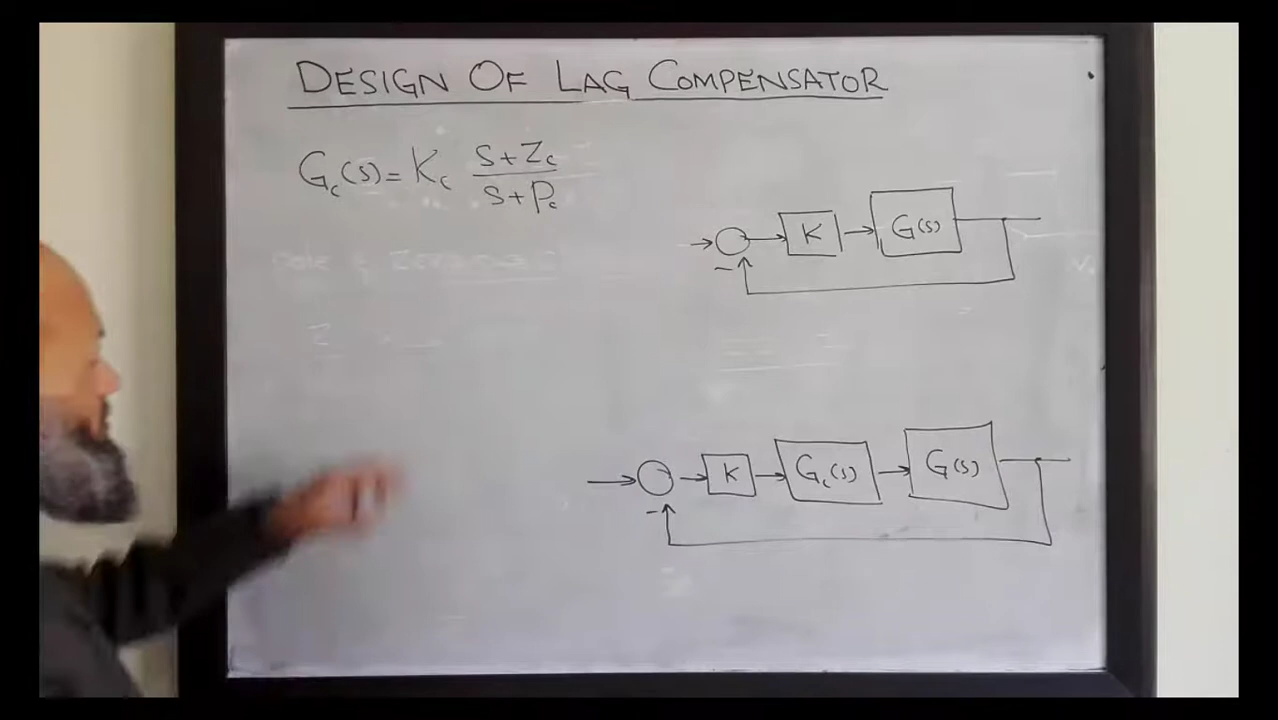 DESIGN OF LAG COMPENSATOR
Gc(s) = Kc (s+Zc)/(s+Pc)
K G(s)
-
K Gc(s) G(s)
-